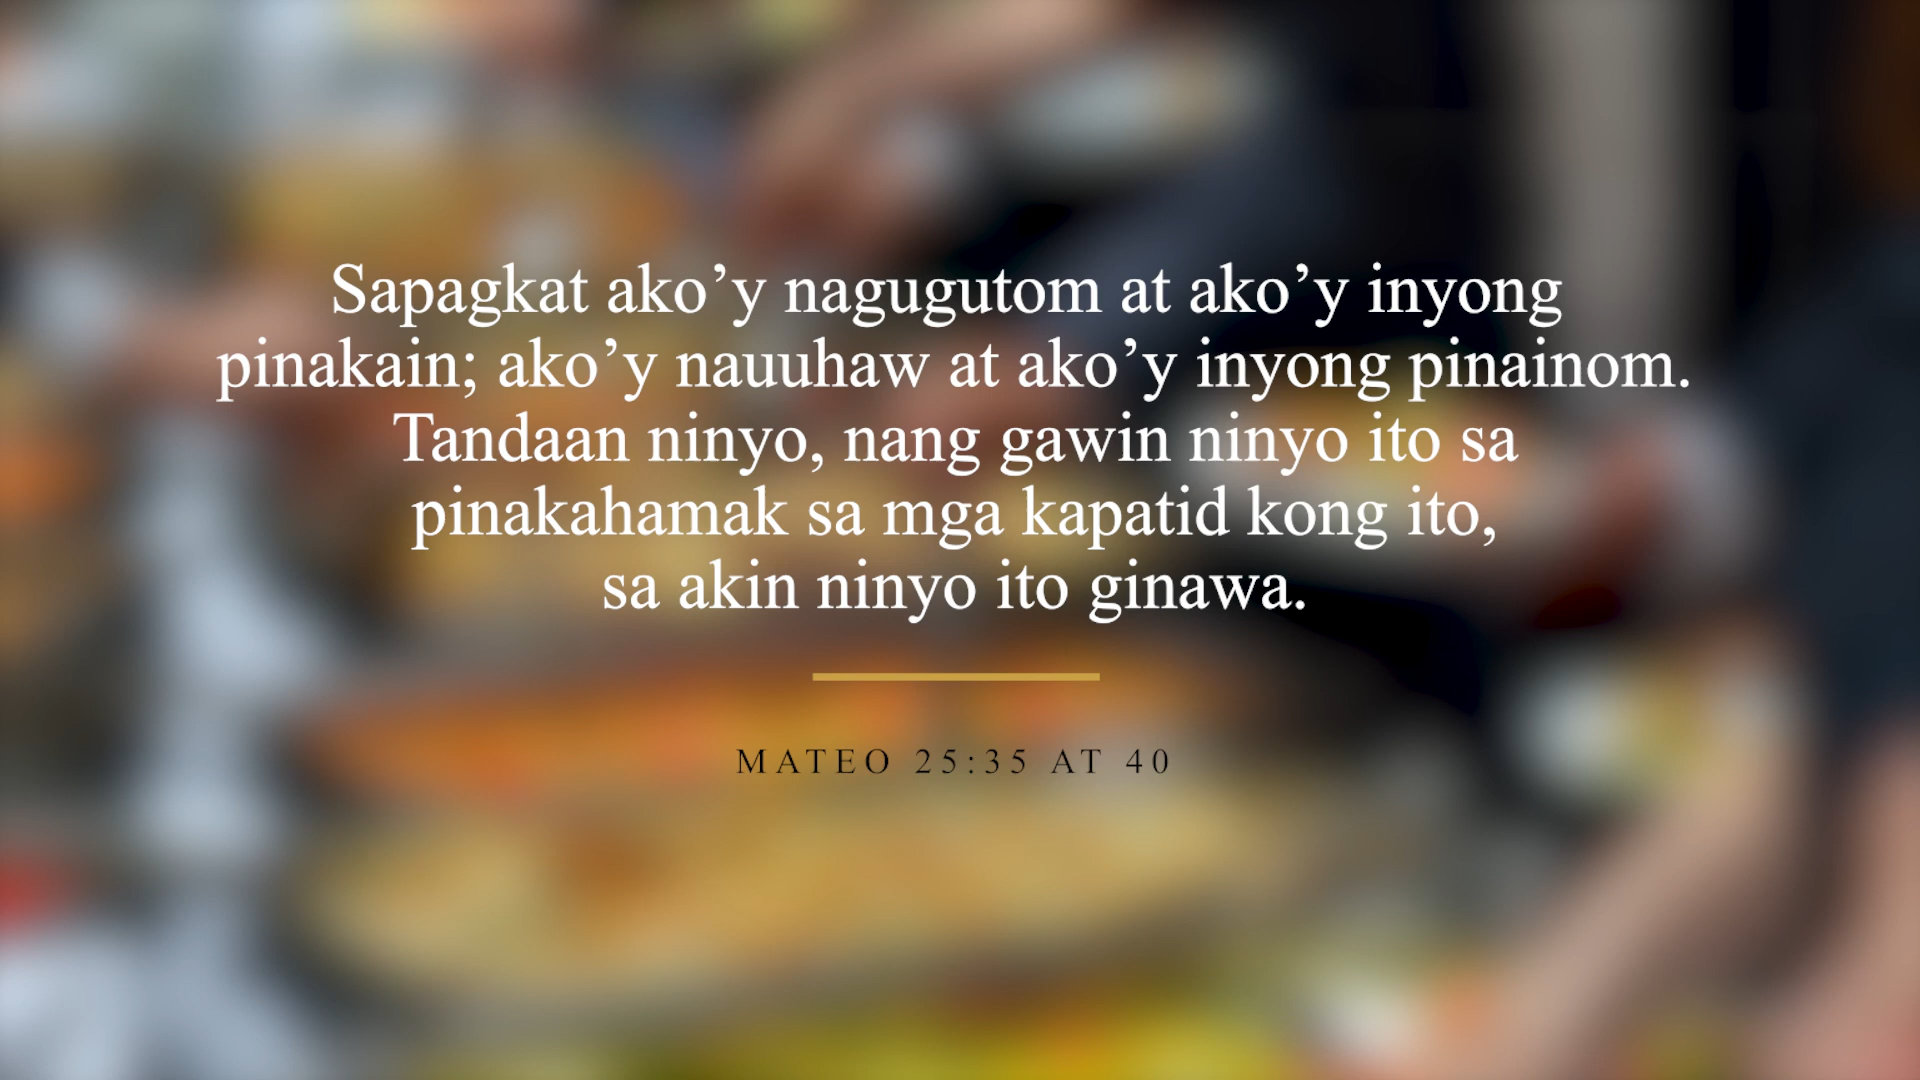 Sapagkat ako’y nagugutom at ako’y inyong
pinakain; ako’y nauuhaw at ako’y inyong pinainom.
Tandaan ninyo, nang gawin ninyo ito sa
pinakahamak sa mga kapatid kong ito,
sa akin ninyo ito ginawa.
MATEO 25:35 AT 40